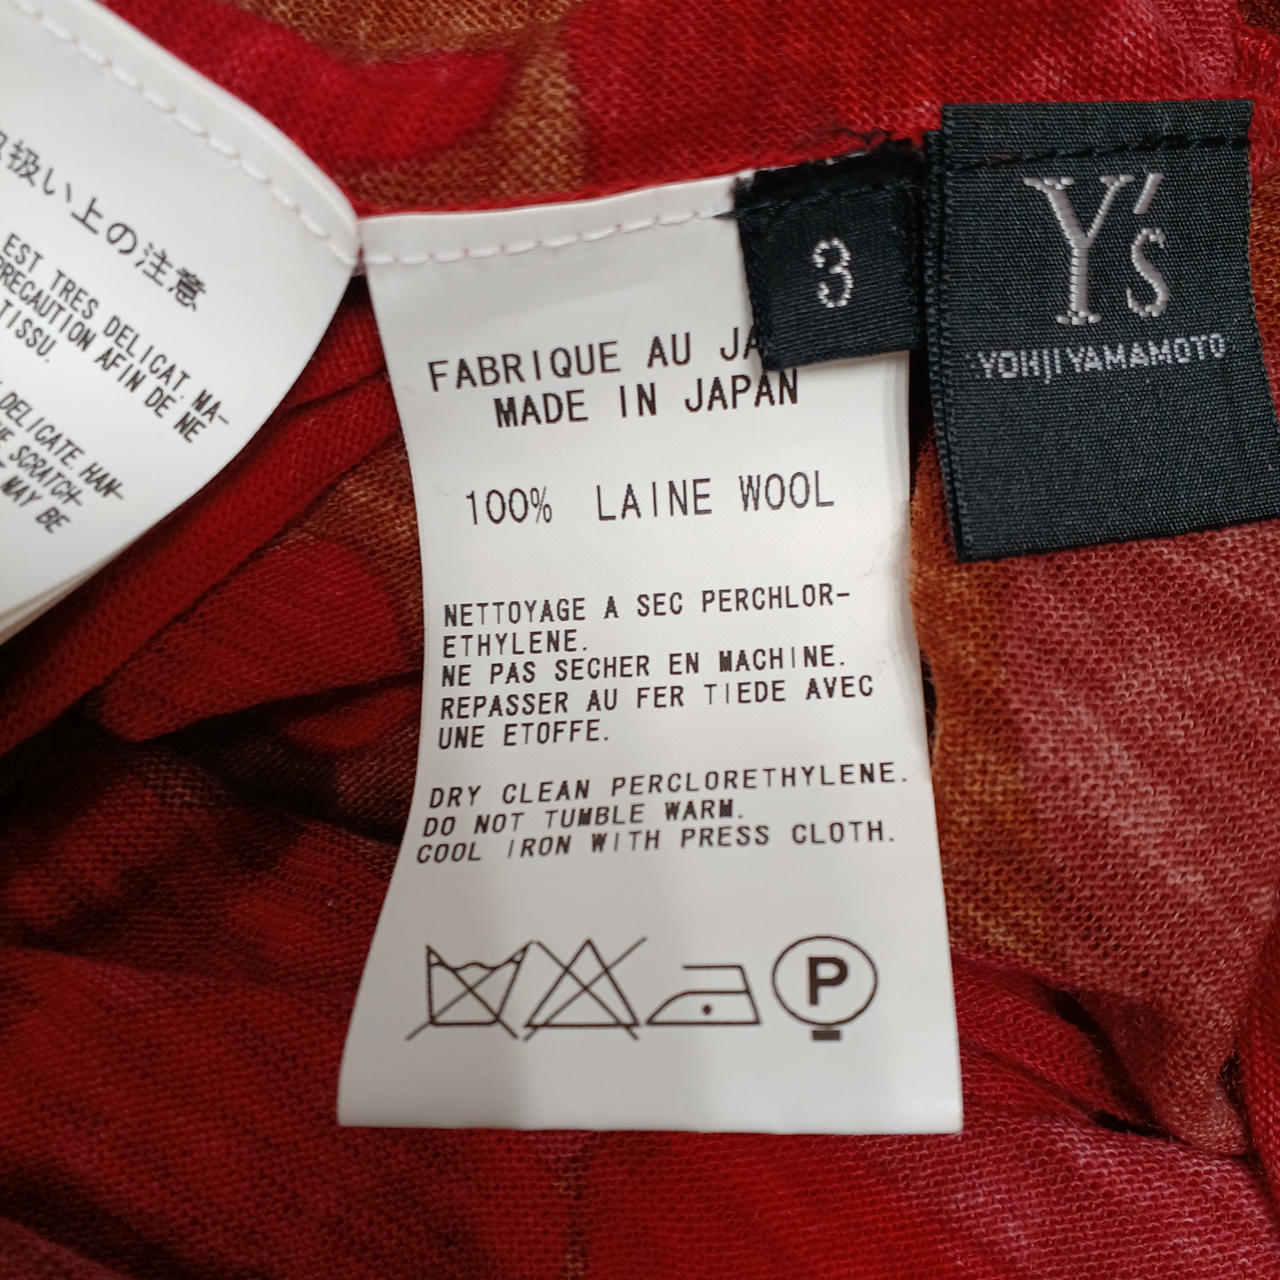 扱い上の注意
EST TRES DELICAT. MA-
PRECAUTION AFIN DE NE
TISSU.
DELICATE HAN-
SCRATCH-
MAY BE
FABRIQUE AU JA
MADE IN JAPAN
100% LAINE WOOL
NETTOYAGE A SEC PERCHLOR-
ETHYLENE.
NE PAS SECHER EN MACHINE.
REPASSER AU FER TIEDE AVEC
UNE ETOFFE.
DRY CLEAN PERCLORETHYLENE.
DO NOT TUMBLE WARM.
COOL IRON WITH PRESS CLOTH.
P
3
Y's
YOHJI YAMAMOTO